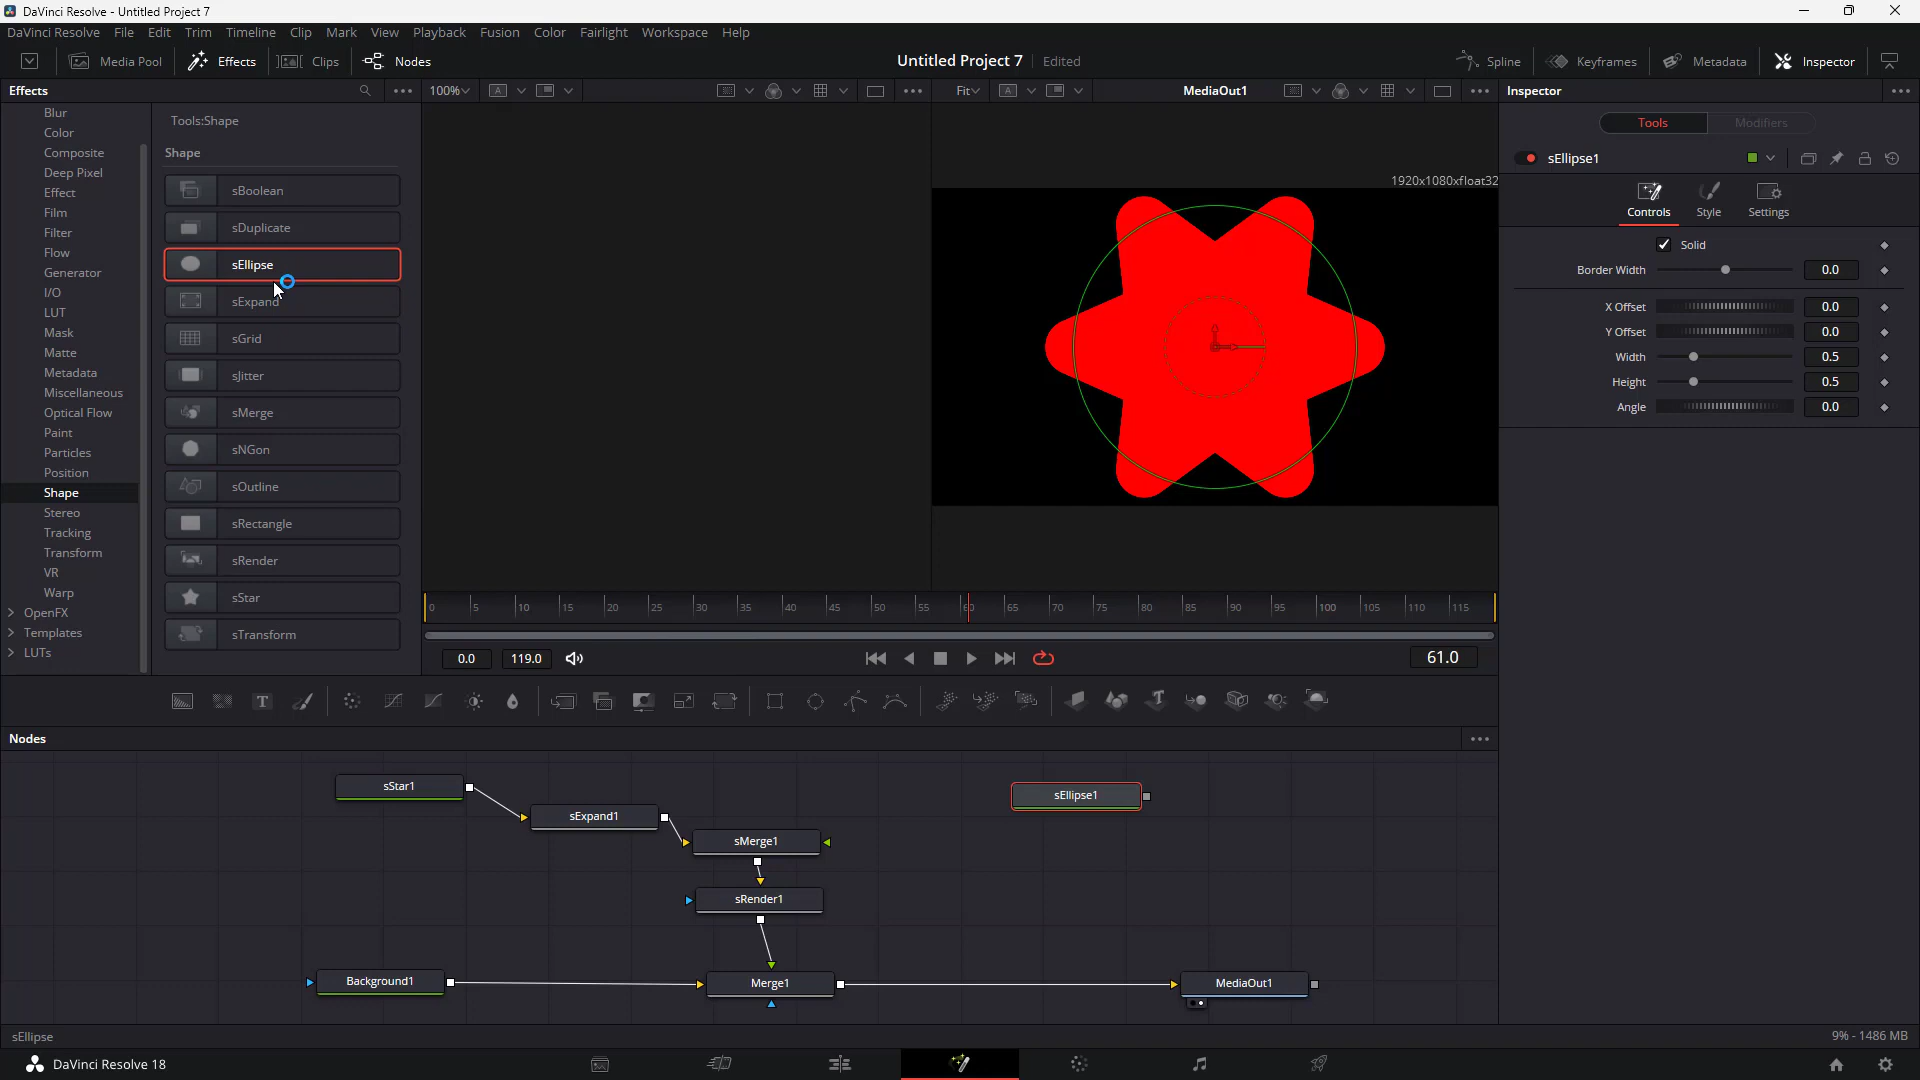 DaVinci Resolve - Untitled Project 7
DaVinci Resolve File Edit Trim Timeline Clip Mark View Playback Fusion Color Fairlight Workspace Help
Media Pool Effects Clips Nodes Untitled Project 7 Edited Spline Keyframes Metadata Inspector
Effects 100% A Fit A MediaOut1 Inspector
Blur
Color
Composite
Deep Pixel
Effect
Film
Filter
Flow
Generator
I/O
LUT
Mask
Matte
Metadata
Miscellaneous
Optical Flow
Paint
Particles
Position
Shape
Stereo
Tracking
Transform
VR
Warp
OpenFX
Templates
LUTs
Tools:Shape
Shape
sBoolean
sDuplicate
sEllipse
sExpand
sGrid
sJitter
sMerge
sNGon
sOutline
sRectangle
sRender
sStar
sTransform
1920x1080xfloat32
0 5 10 15 20 25 30 35 40 45 50 55 60 65 70 75 80 85 90 95 100 105 110 115
0.0 119.0 61.0
Tools Modifiers
sEllipse1
Controls Style Settings
Solid
Border Width 0.0
X Offset 0.0
Y Offset 0.0
Width 0.5
Height 0.5
Angle 0.0
T T
Nodes
sStar1
sEllipse1
sExpand1
sMerge1
sRender1
Background1 Merge1 MediaOut1
sEllipse 9% - 1486 MB
DaVinci Resolve 18